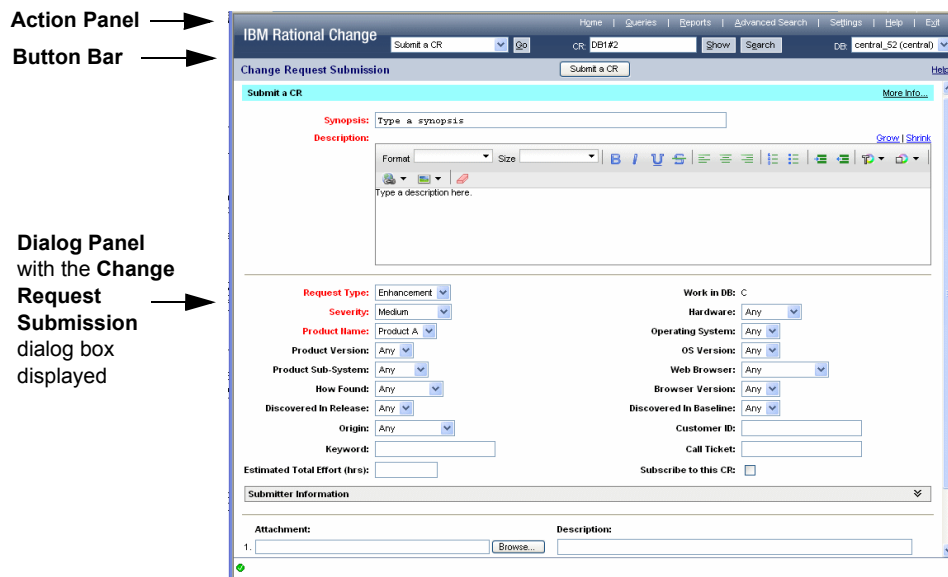 Action Panel
Button Bar
Dialog Panel
with the Change
Request
Submission
dialog box
displayed
Home | Queries | Reports | Advanced Search | Settings | Help | Exit
IBM Rational Change
Submit a CR Go CR: DB1#2 Show Search DB: central_52 (central)
Change Request Submission Submit a CR Help
Submit a CR More Info...
Synopsis: Type a synopsis
Description: Grow | Shrink
Format Size B I U S
Type a description here.
Request Type: Enhancement Work in DB: C
Severity: Medium Hardware: Any
Product Name: Product A Operating System: Any
Product Version: Any OS Version: Any
Product Sub-System: Any Web Browser: Any
How Found: Any Browser Version: Any
Discovered In Release: Any Discovered In Baseline: Any
Origin: Any Customer ID:
Keyword: Call Ticket:
Estimated Total Effort (hrs): Subscribe to this CR:
Submitter Information
Attachment: Description:
1. Browse...